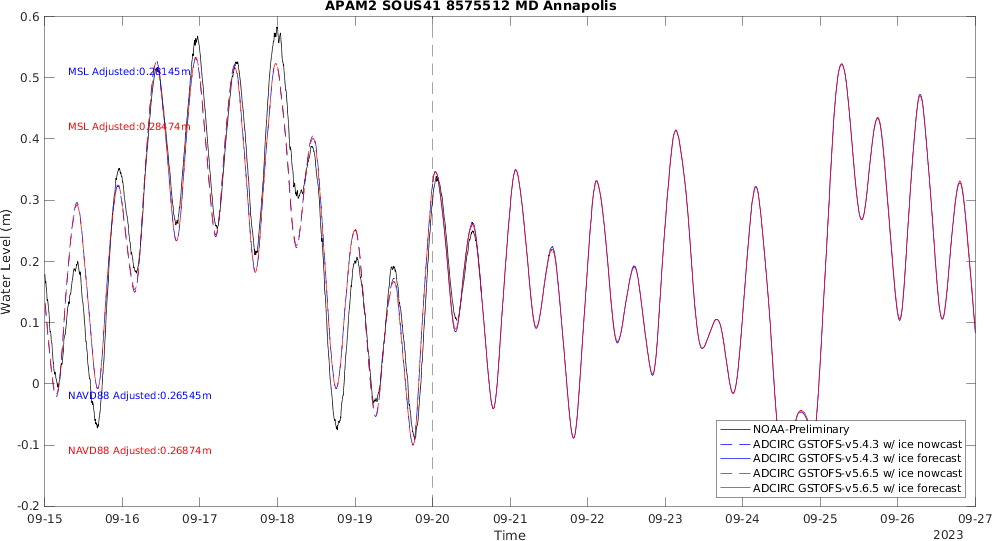 APAM2 SOUS41 8575512 MD Annapolis
0.6
0.5
0.4
0.3
0.2
0.1
0
-0.1
-0.2
Water Level (m)
MSL Adjusted:0.28145m
MSL Adjusted:0.28474m
NAVD88 Adjusted:0.26545m
NAVD88 Adjusted:0.26874m
NOAA-Preliminary
ADCIRC GSTOFS-v5.4.3 w/ ice nowcast
ADCIRC GSTOFS-v5.4.3 w/ ice forecast
ADCIRC GSTOFS-v5.6.5 w/ ice nowcast
ADCIRC GSTOFS-v5.6.5 w/ ice forecast
09-15 09-16 09-17 09-18 09-19 09-20 09-21 09-22 09-23 09-24 09-25 09-26 09-27
Time
2023